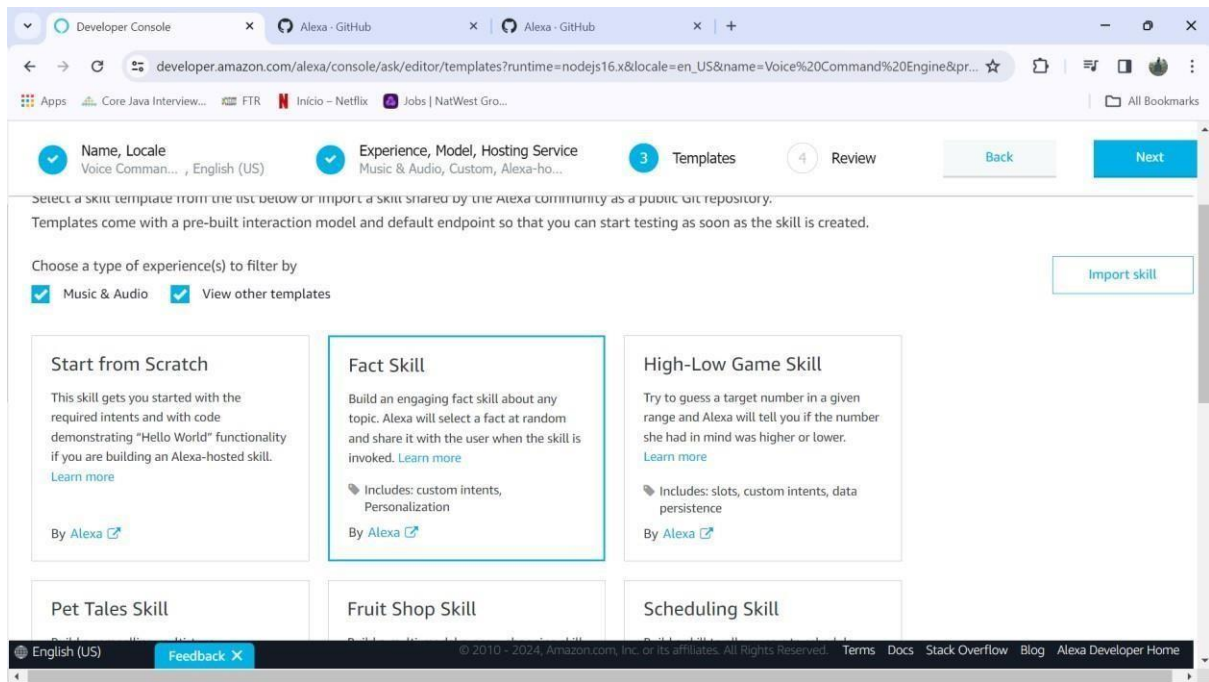 Developer Console
Alexa · GitHub
Alexa · GitHub
developer.amazon.com/alexa/console/ask/editor/templates?runtime=nodejs16.x&locale=en_US&name=Voice%20Command%20Engine&pr...
Apps Core Java Interview... FTR Início – Netflix Jobs | NatWest Gro... All Bookmarks
Name, Locale
Voice Comman... , English (US)
Experience, Model, Hosting Service
Music & Audio, Custom, Alexa-ho...
3 Templates
4 Review
Back
Next
Select a skill template from the list below or import a skill shared by the Alexa community as a public Git repository.
Templates come with a pre-built interaction model and default endpoint so that you can start testing as soon as the skill is created.
Choose a type of experience(s) to filter by
Music & Audio View other templates
Import skill
Start from Scratch
This skill gets you started with the
required intents and with code
demonstrating “Hello World” functionality
if you are building an Alexa-hosted skill.
Learn more
By Alexa
Fact Skill
Build an engaging fact skill about any
topic. Alexa will select a fact at random
and share it with the user when the skill is
invoked. Learn more
Includes: custom intents,
Personalization
By Alexa
High-Low Game Skill
Try to guess a target number in a given
range and Alexa will tell you if the number
she had in mind was higher or lower.
Learn more
Includes: slots, custom intents, data
persistence
By Alexa
Pet Tales Skill
Fruit Shop Skill
Scheduling Skill
English (US)
Feedback X
© 2010 - 2024, Amazon.com, Inc. or its affiliates. All Rights Reserved. Terms Docs Stack Overflow Blog Alexa Developer Home